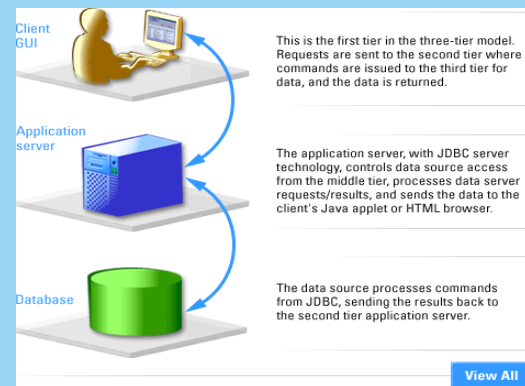 Client
GUI
This is the first tier in the three-tier model.
Requests are sent to the second tier where
commands are issued to the third tier for
data, and the data is returned.
Application
server
The application server, with JDBC server
technology, controls data source access
from the middle tier, processes data server
requests/results, and sends the data to the
client's Java applet or HTML browser.
Database
The data source processes commands
from JDBC, sending the results back to
the second tier application server.
View All